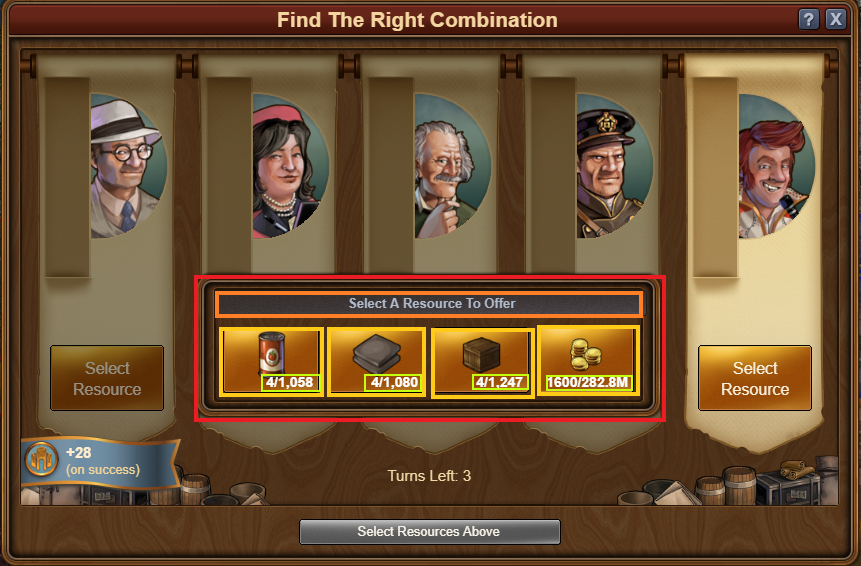 Find The Right Combination
? X
Select A Resource To Offer
4/1,058
4/1,080
4/1,247
1600/282.8M
Select
Resource
Select
Resource
+28
(on success)
Turns Left: 3
Select Resources Above